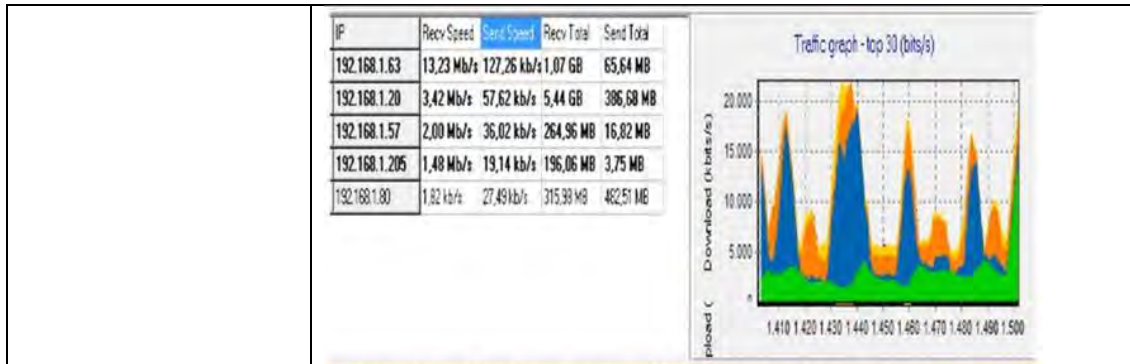 IP Recv Speed Send Speed Recv Total Send Total
192.168.1.63 13,23 Mb/s 127,26 kb/s 1,07 GB 65,64 MB
192.168.1.20 3,42 Mb/s 57,62 kb/s 5,44 GB 386,68 MB
192.168.1.57 2,00 Mb/s 36,02 kb/s 264,96 MB 16,82 MB
192.168.1.205 1,48 Mb/s 19,14 kb/s 196,06 MB 3,75 MB
192.168.1.80 1,82 kb/s 27,49 kb/s 315,98 MB 462,51 MB
Traffic graph - top 30 (bits/s)
pload ( Download (kbits/s)
20.000
15.000
10.000
5.000
0
1.410 1.420 1.430 1.440 1.450 1.460 1.470 1.480 1.490 1.500